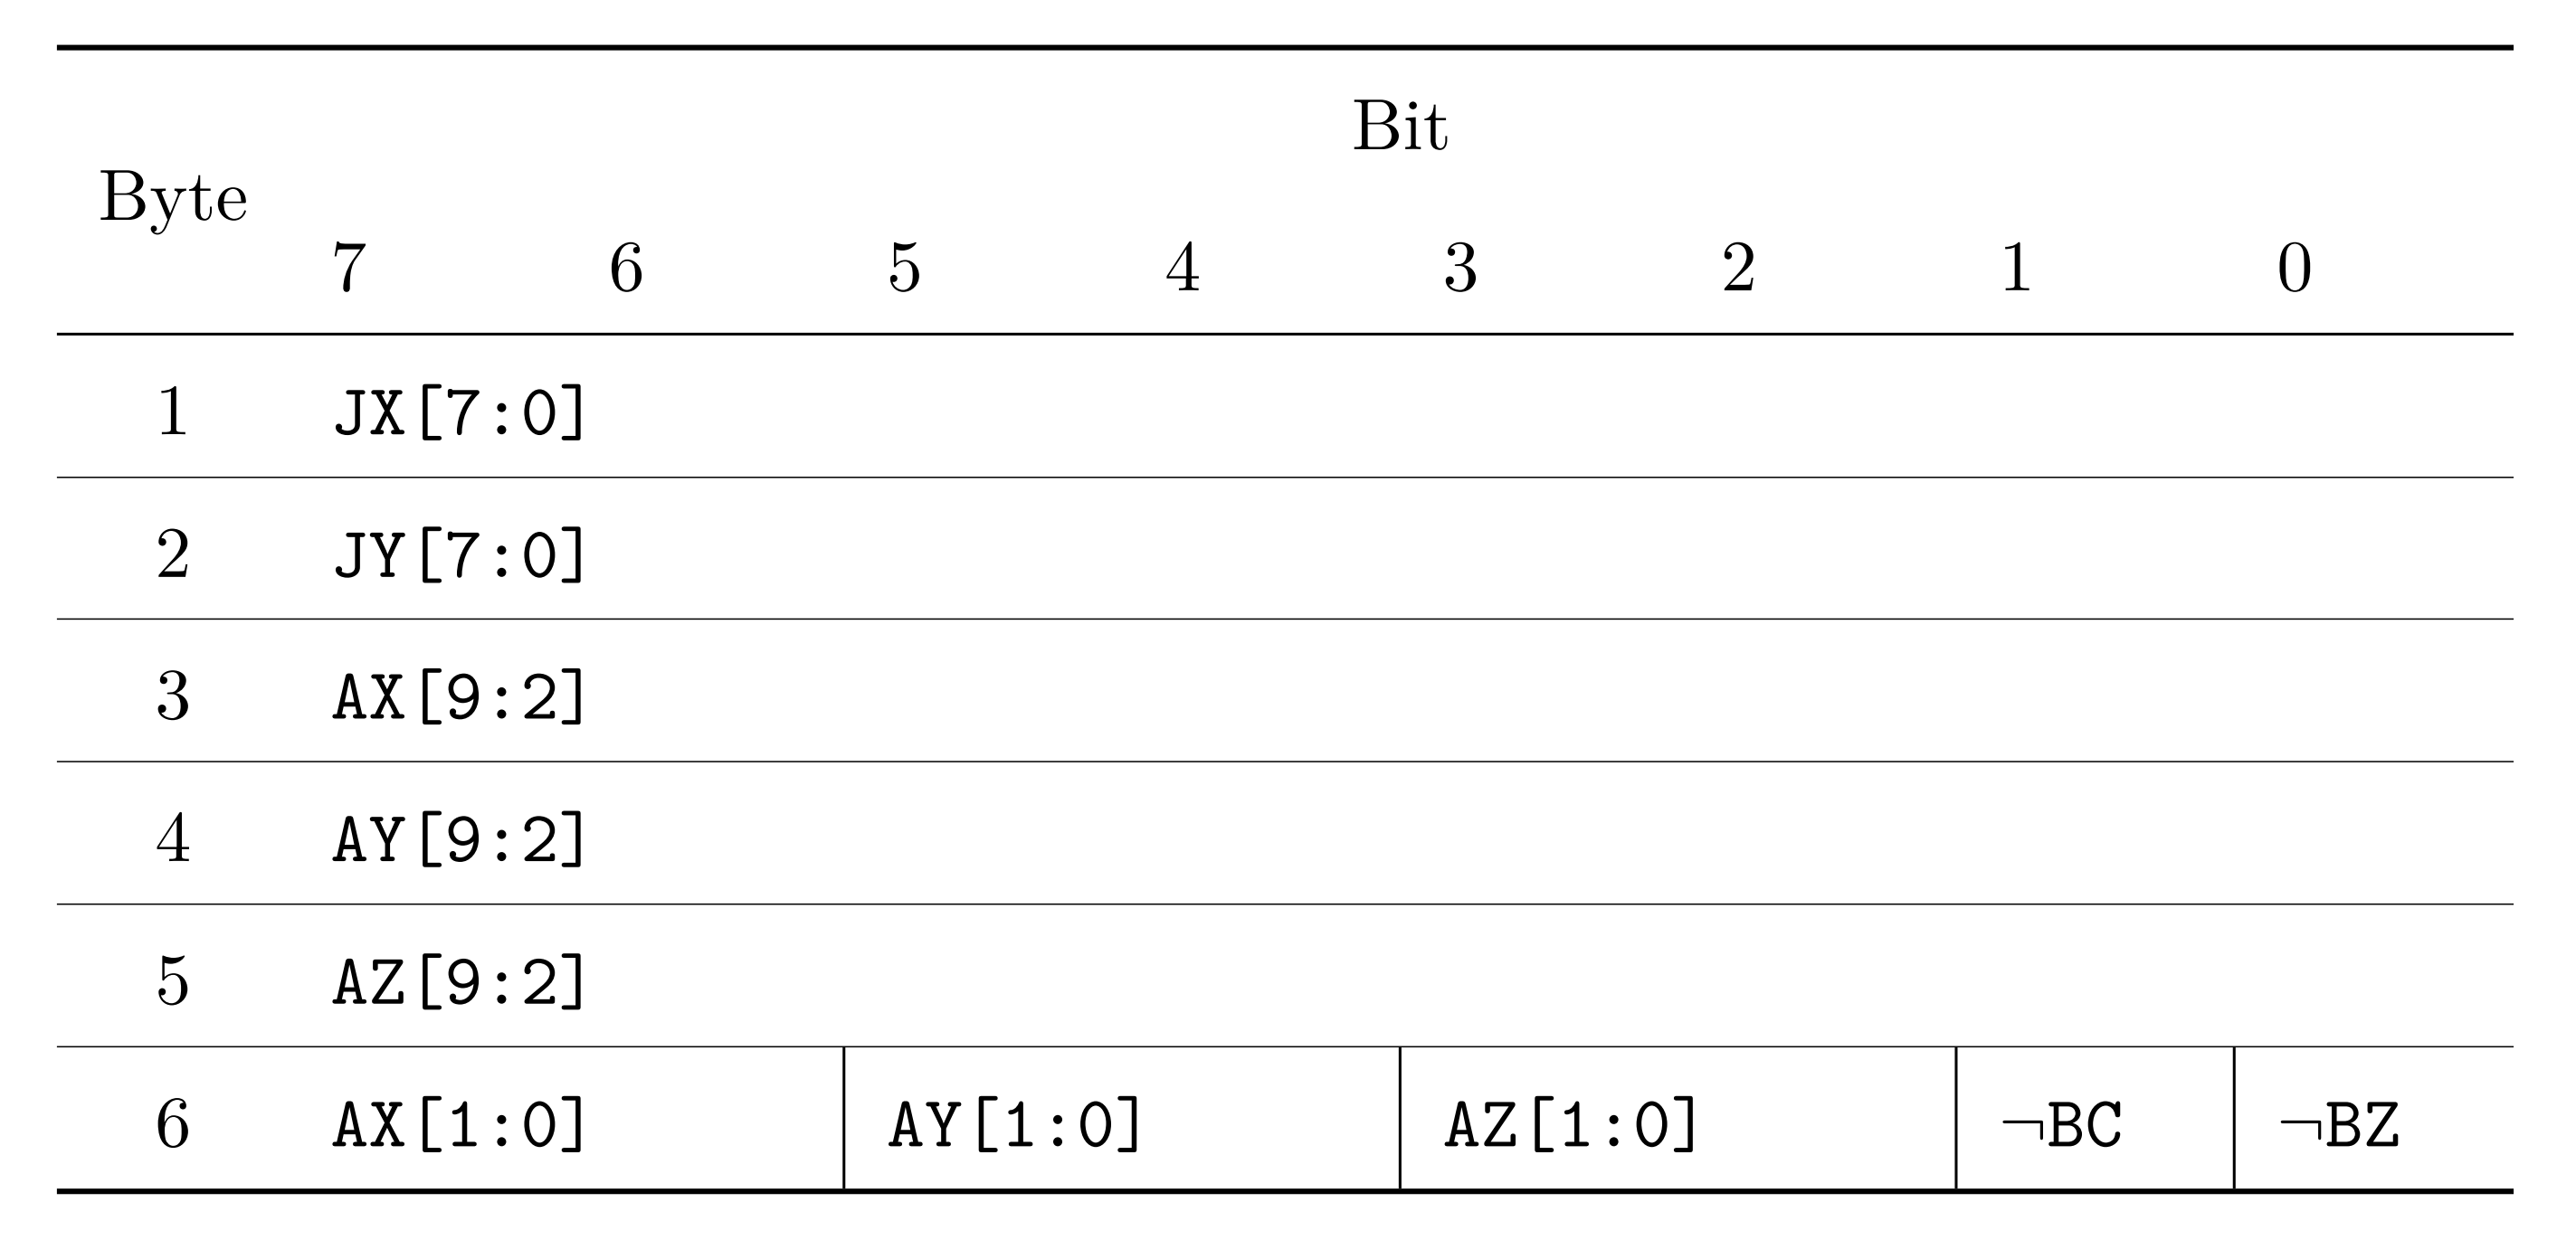 Bit
Byte
7 6 5 4 3 2 1 0
1 JX[7:0]
2 JY[7:0]
3 AX[9:2]
4 AY[9:2]
5 AZ[9:2]
6 AX[1:0] AY[1:0] AZ[1:0] ¬BC ¬BZ